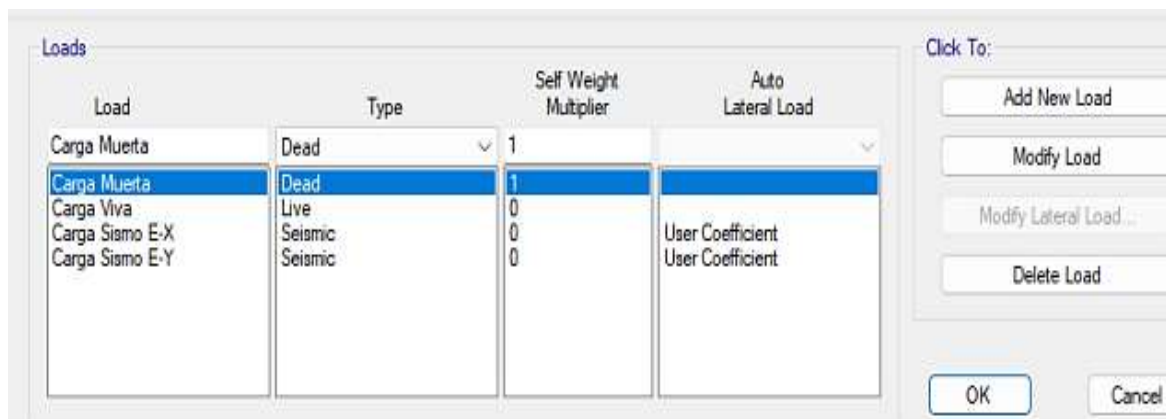 Loads
Click To:
Load Type Self Weight Multiplier Auto Lateral Load
Carga Muerta Dead 1
Carga Muerta Dead 1
Carga Viva Live 0
Carga Sismo E-X Seismic 0 User Coefficient
Carga Sismo E-Y Seismic 0 User Coefficient
Add New Load
Modify Load
Modify Lateral Load...
Delete Load
OK
Cancel